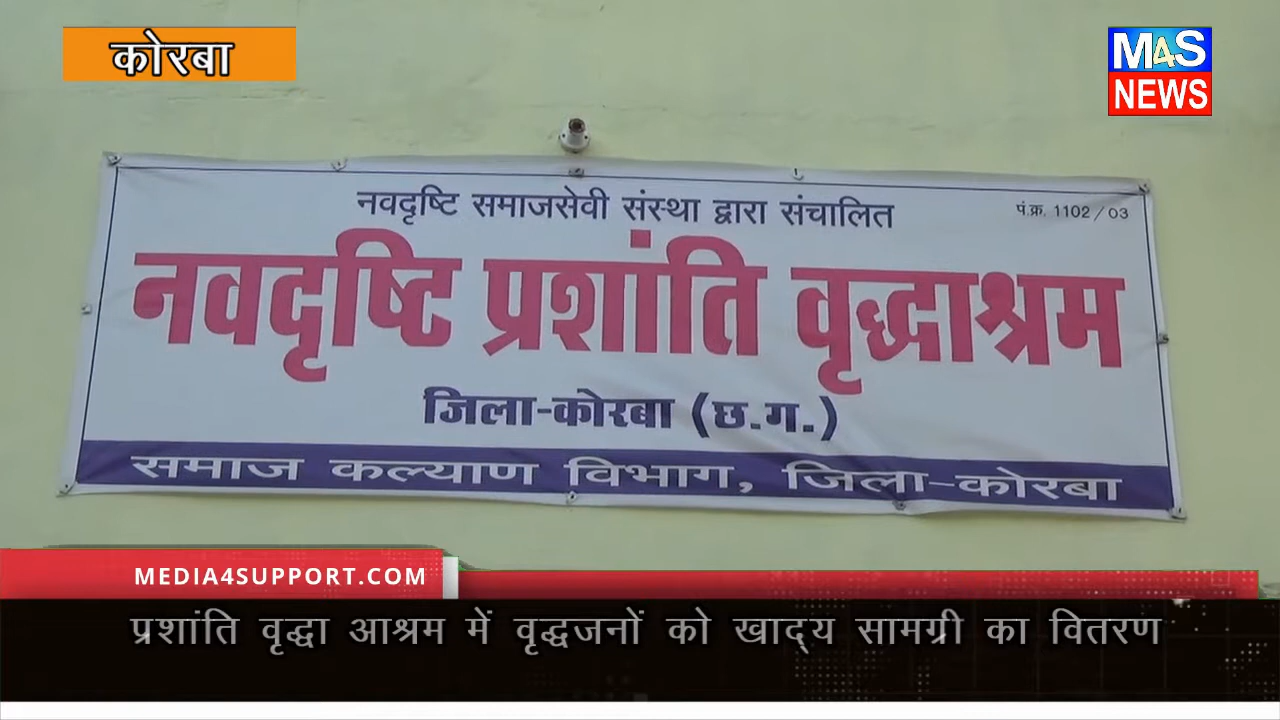 कोरबा
M4S
NEWS
नवदृष्टि समाजसेवी संस्था द्वारा संचालित
पं.क्र. 1102/03
नवदृष्टि प्रशांति वृद्धाश्रम
जिला-कोरबा (छ.ग.)
समाज कल्याण विभाग, जिला-कोरबा
MEDIA4SUPPORT.COM
प्रशांति वृद्धा आश्रम में वृद्धजनों को खाद्य सामग्री का वितरण